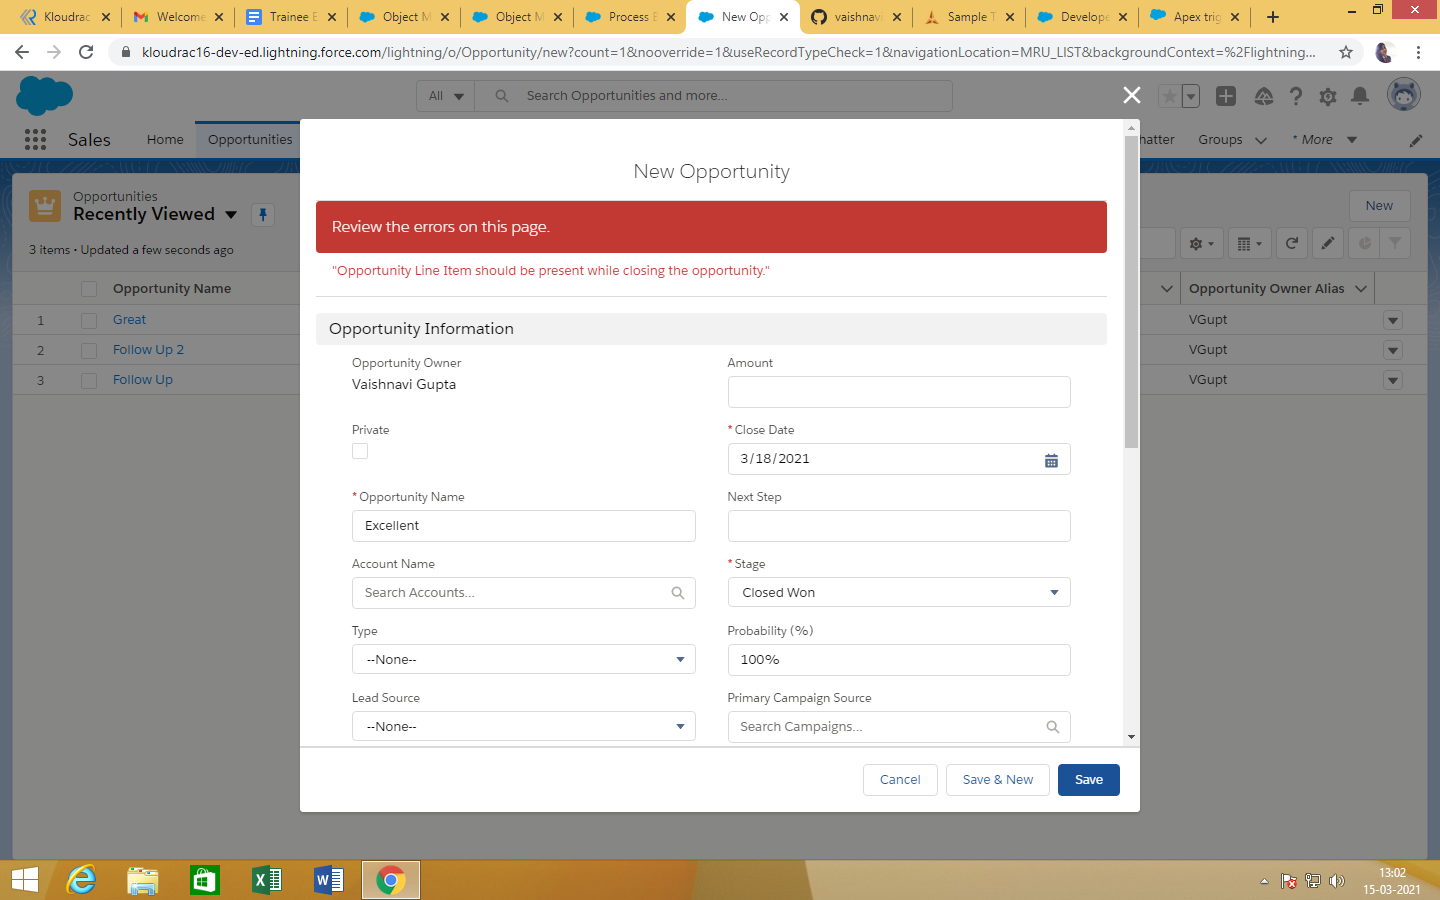 Kloudrac
Welcome
Trainee E
Object M
Object M
Process B
New Opp
vaishnavi
Sample T
Develope
Apex trig
kloudrac16-dev-ed.lightning.force.com/lightning/o/Opportunity/new?count=1&nooverride=1&useRecordTypeCheck=1&navigationLocation=MRU_LIST&backgroundContext=%2Flightning...
All
Search Opportunities and more...
Sales
Home
Opportunities
hatter
Groups
* More
Opportunities
Recently Viewed
New
3 items • Updated a few seconds ago
Opportunity Name
Opportunity Owner Alias
1 Great VGupt
2 Follow Up 2 VGupt
3 Follow Up VGupt
New Opportunity
Review the errors on this page.
"Opportunity Line Item should be present while closing the opportunity."
Opportunity Information
Opportunity Owner
Vaishnavi Gupta
Amount
Private
*Close Date
3/18/2021
*Opportunity Name
Excellent
Next Step
Account Name
Search Accounts...
*Stage
Closed Won
Type
--None--
Probability (%)
100%
Lead Source
--None--
Primary Campaign Source
Search Campaigns...
Cancel
Save & New
Save
13:02
15-03-2021